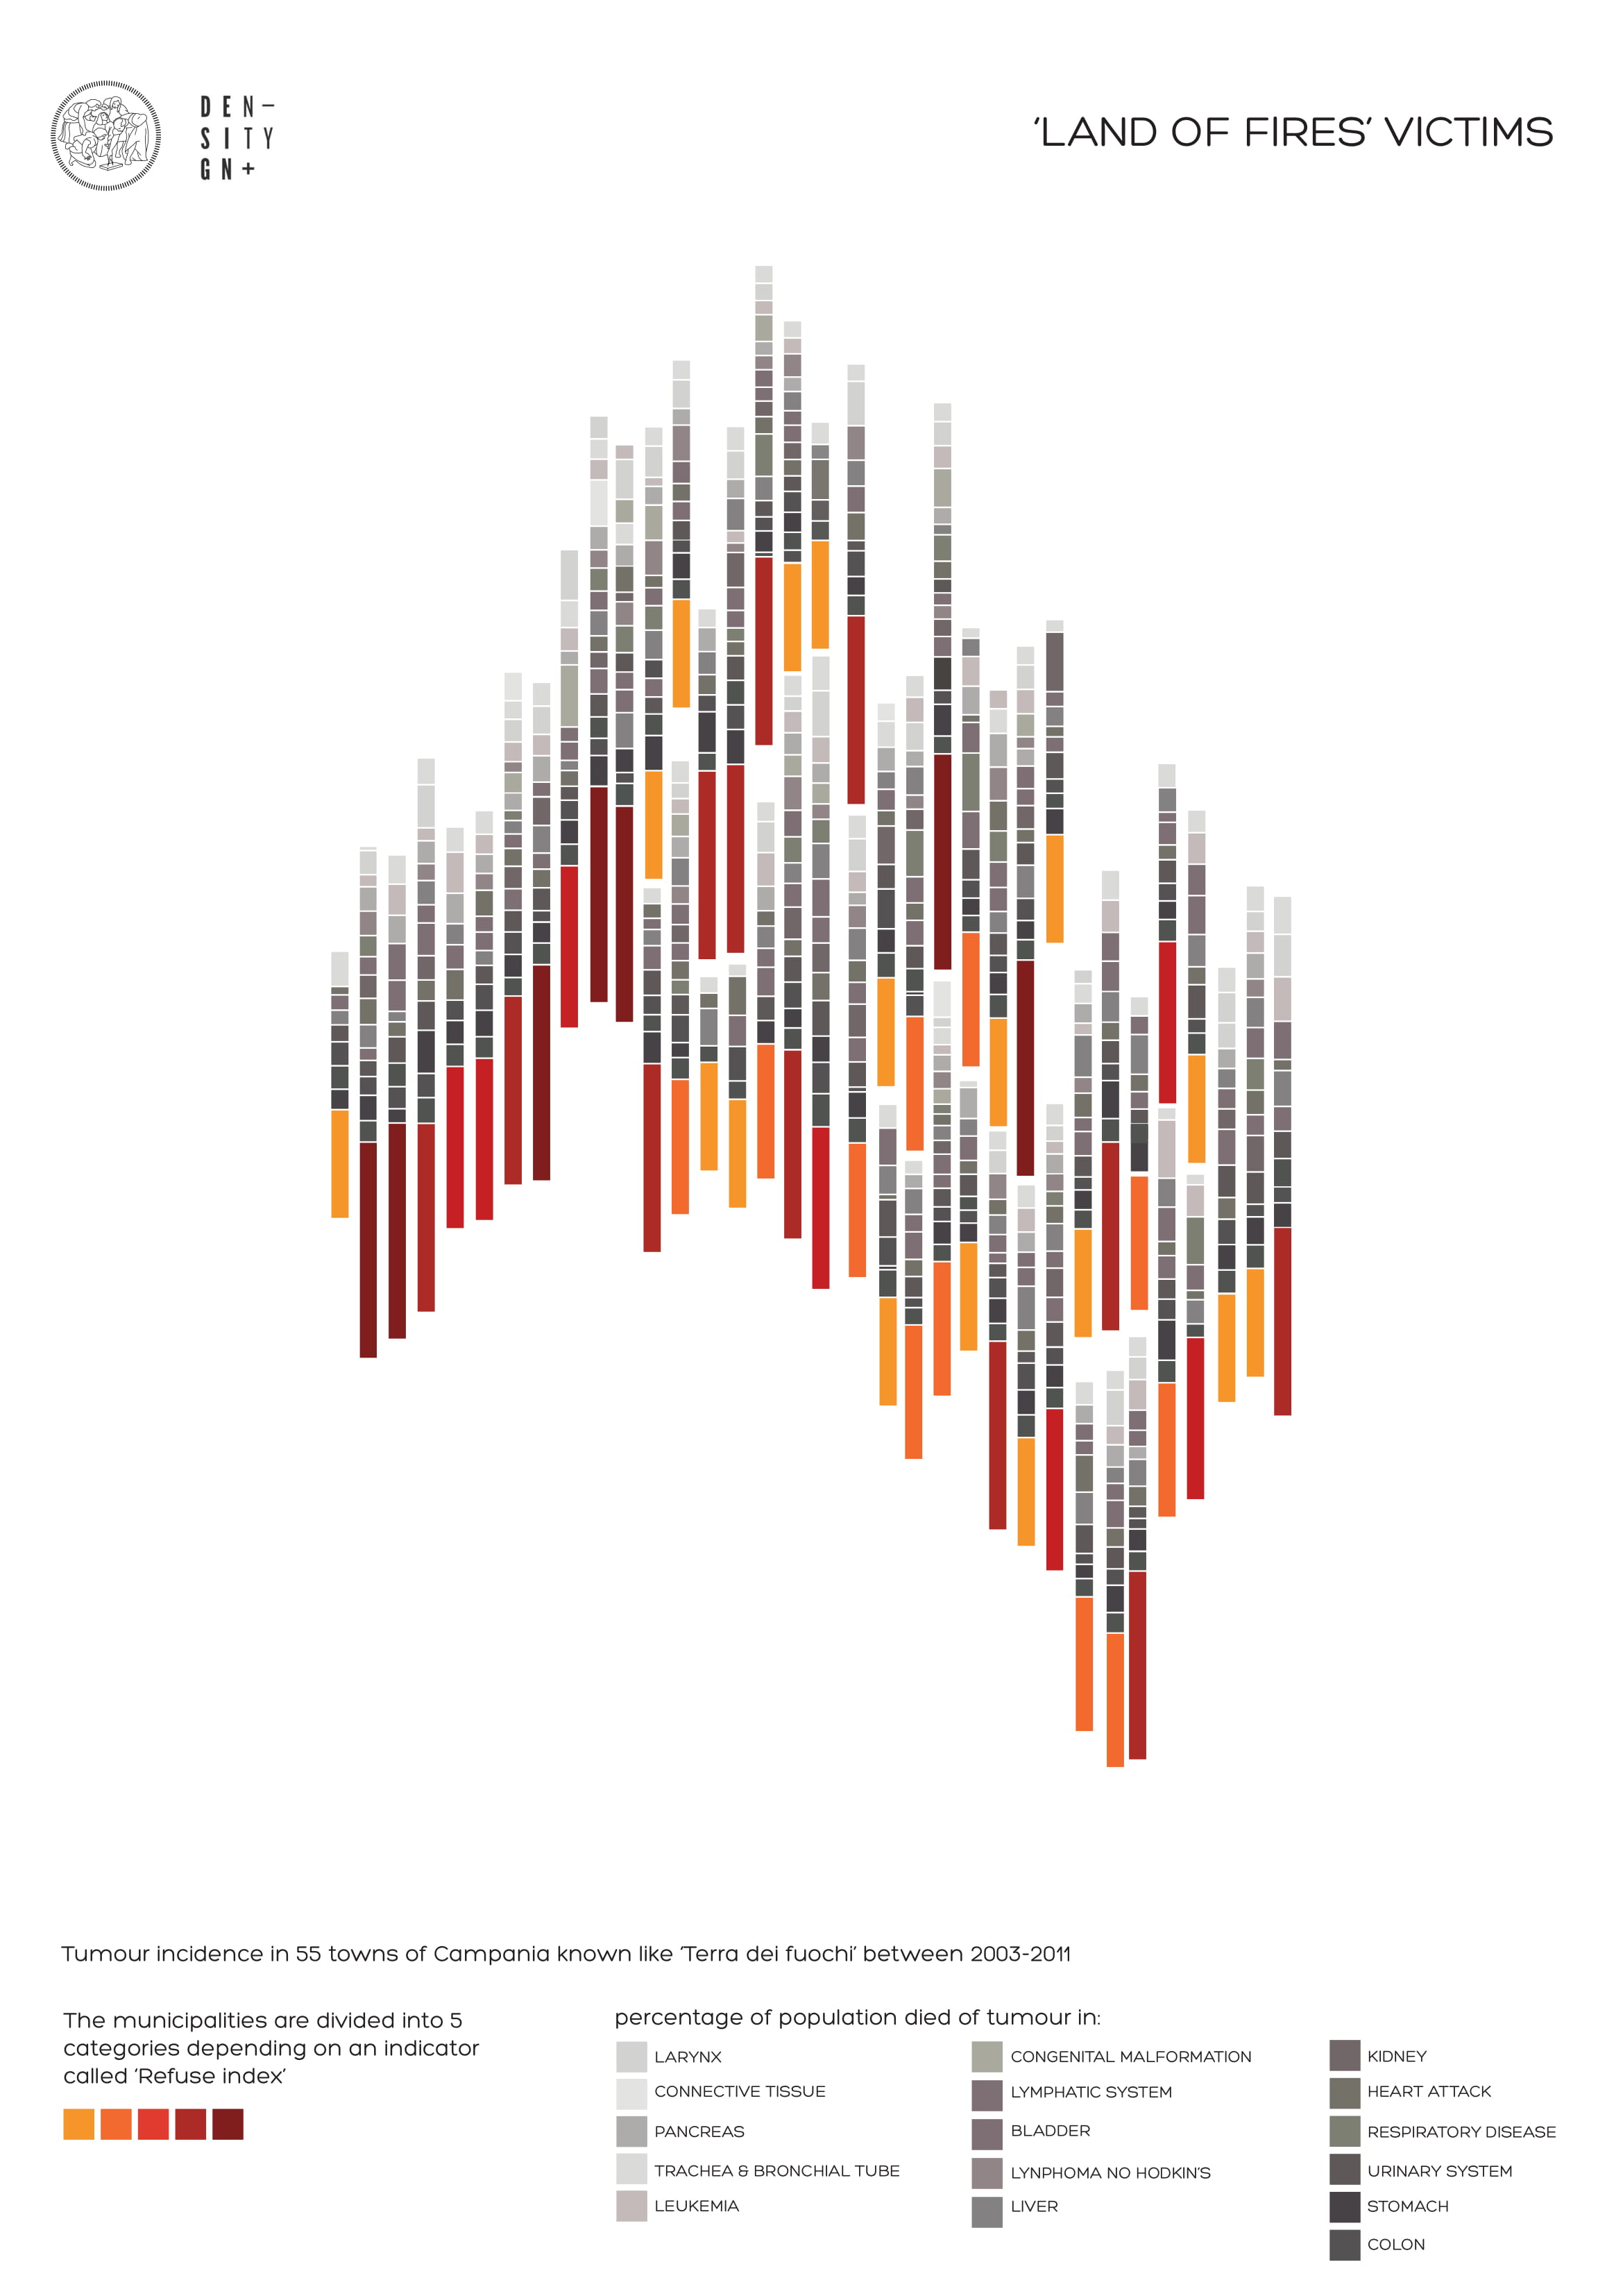 DEN-
SITY
GN+
'LAND OF FIRES' VICTIMS
Tumour incidence in 55 towns of Campania known like 'Terra dei fuochi' between 2003-2011
The municipalities are divided into 5
categories depending on an indicator
called 'Refuse index'
percentage of population died of tumour in:
LARYNX
CONNECTIVE TISSUE
PANCREAS
TRACHEA & BRONCHIAL TUBE
LEUKEMIA
CONGENITAL MALFORMATION
LYMPHATIC SYSTEM
BLADDER
LYNPHOMA NO HODKIN'S
LIVER
KIDNEY
HEART ATTACK
RESPIRATORY DISEASE
URINARY SYSTEM
STOMACH
COLON